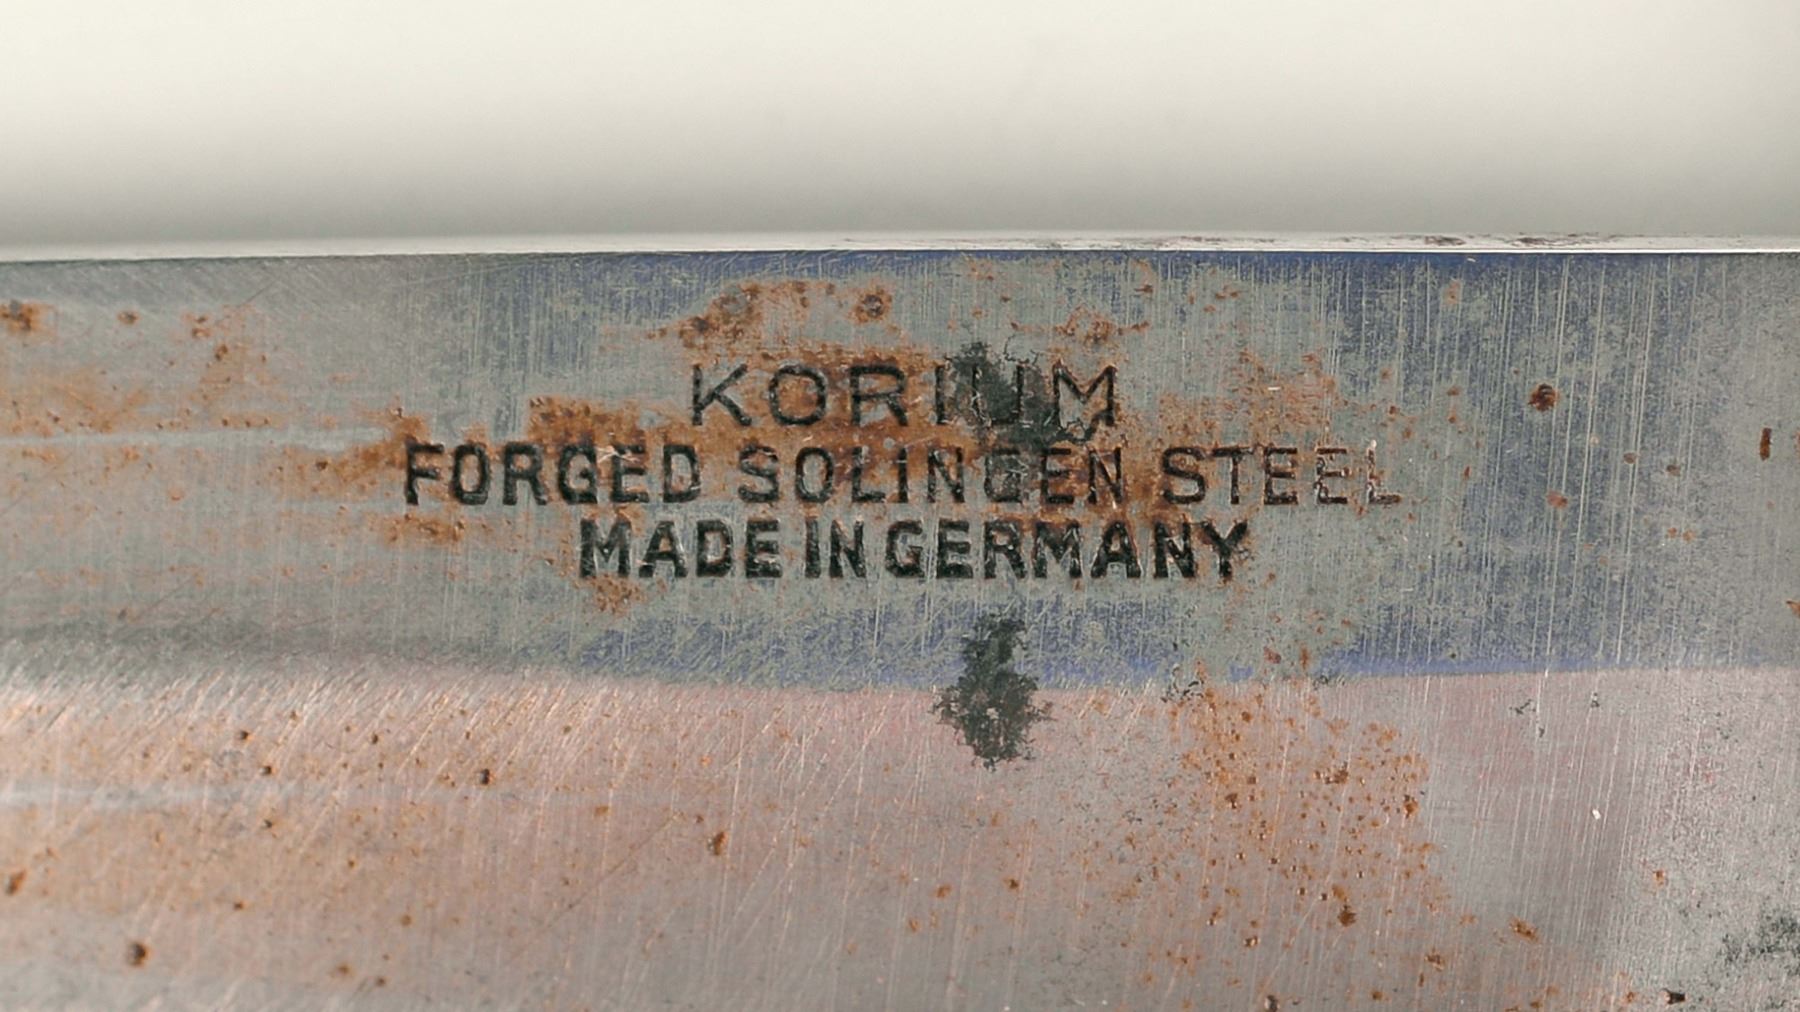 KORIUM
FORGED SOLINGEN STEEL
MADE IN GERMANY